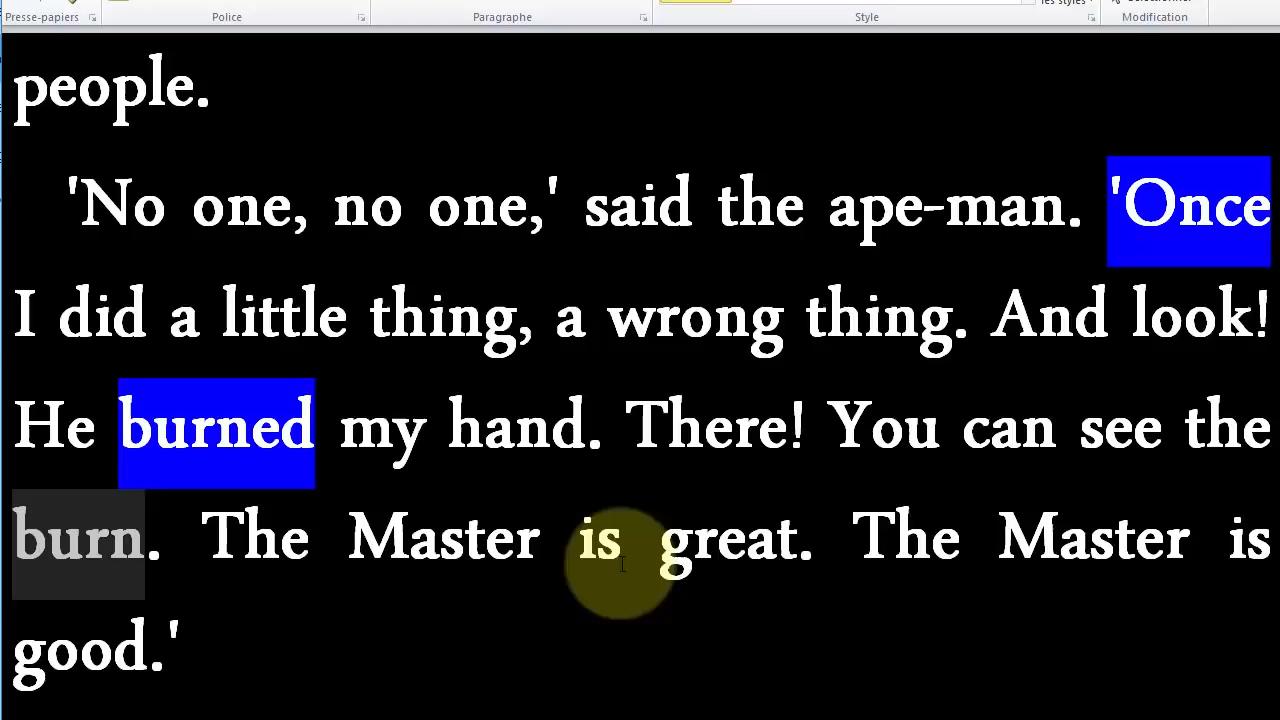 Presse-papiers Police Paragraphe Style Modification
people.
'No one, no one,' said the ape-man. 'Once
I did a little thing, a wrong thing. And look!
He burned my hand. There! You can see the
burn. The Master is great. The Master is
good.'